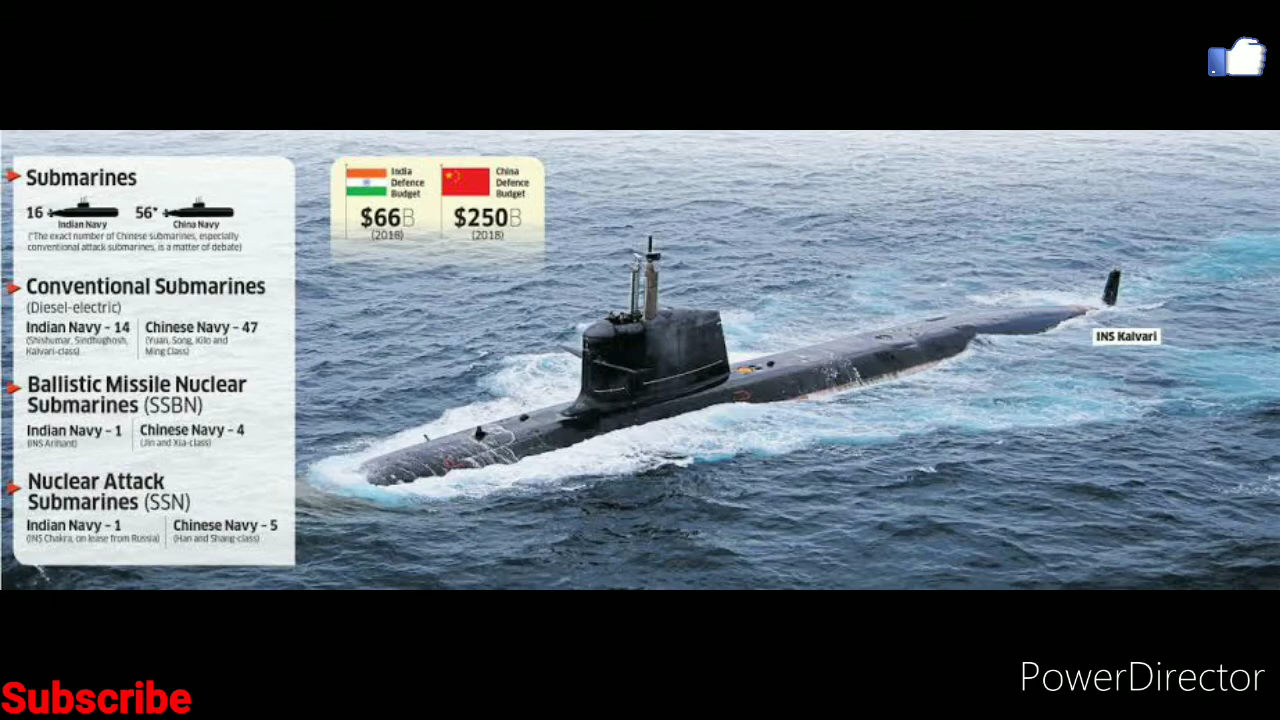 Submarines
16
Indian Navy
56*
China Navy
(*The exact number of Chinese submarines, especially
conventional attack submarines, is a matter of debate)
Conventional Submarines
(Diesel-electric)
Indian Navy - 14
(Shishumar, Sindhughosh,
Kalvari-class)
Chinese Navy - 47
(Yuan, Song, Kilo and
Ming Class)
Ballistic Missile Nuclear
Submarines (SSBN)
Indian Navy - 1
(INS Arihant)
Chinese Navy - 4
(Jin and Xia-class)
Nuclear Attack
Submarines (SSN)
Indian Navy - 1
(INS Chakra, on lease from Russia)
Chinese Navy - 5
(Han and Shang-class)
India
Defence
Budget
$66B
(2018)
China
Defence
Budget
$250B
(2018)
INS Kalvari
Subscribe
PowerDirector